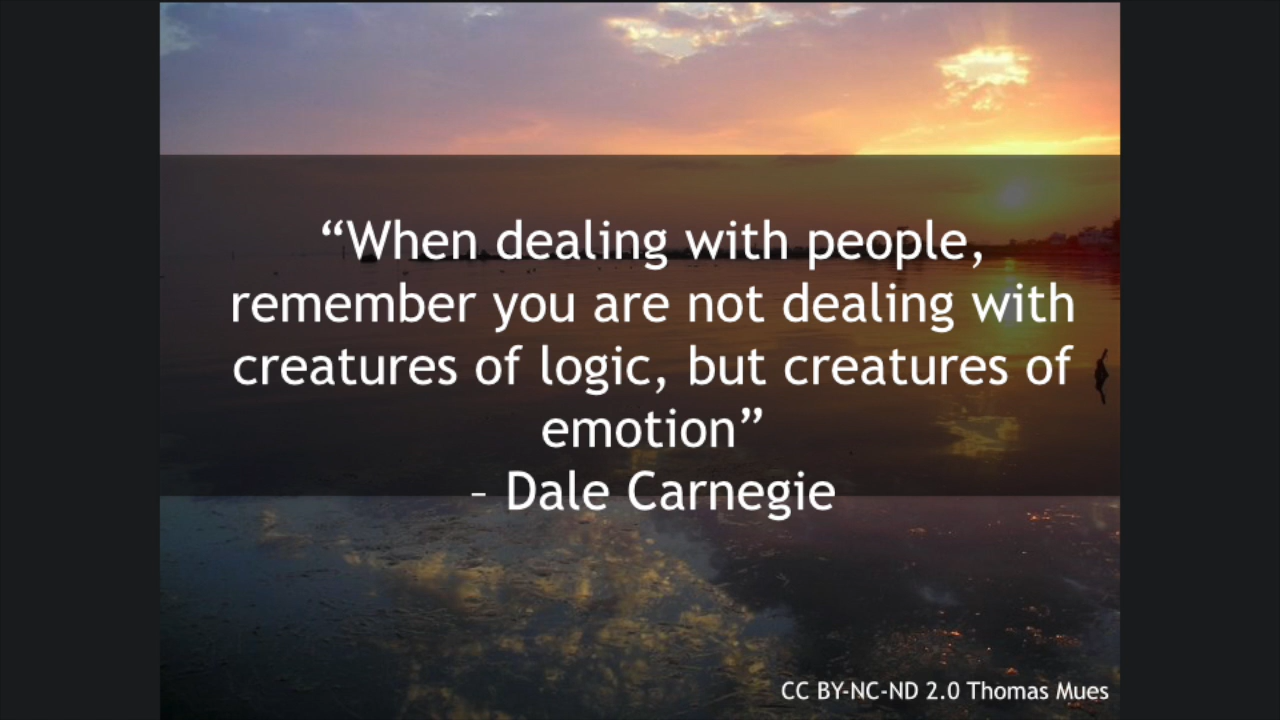 “When dealing with people,
remember you are not dealing with
creatures of logic, but creatures of
emotion”
– Dale Carnegie
CC BY-NC-ND 2.0 Thomas Mues